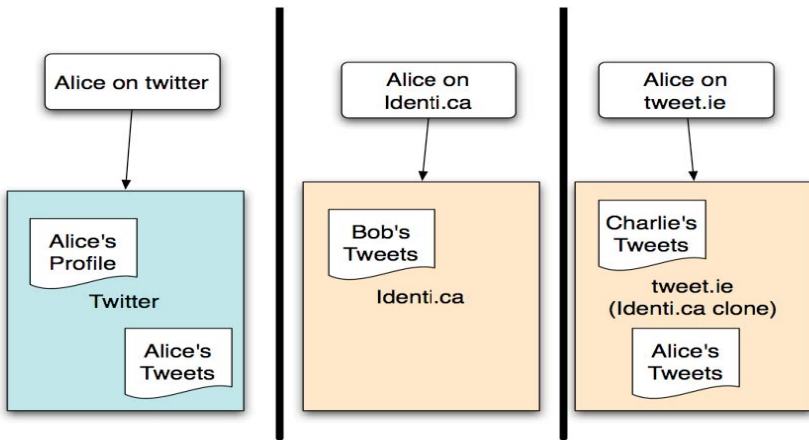 Alice on twitter
Alice on
Identi.ca
Alice on
tweet.ie
Alice's
Profile
Twitter
Alice's
Tweets
Bob's
Tweets
Identi.ca
Charlie's
Tweets
tweet.ie
(Identi.ca clone)
Alice's
Tweets